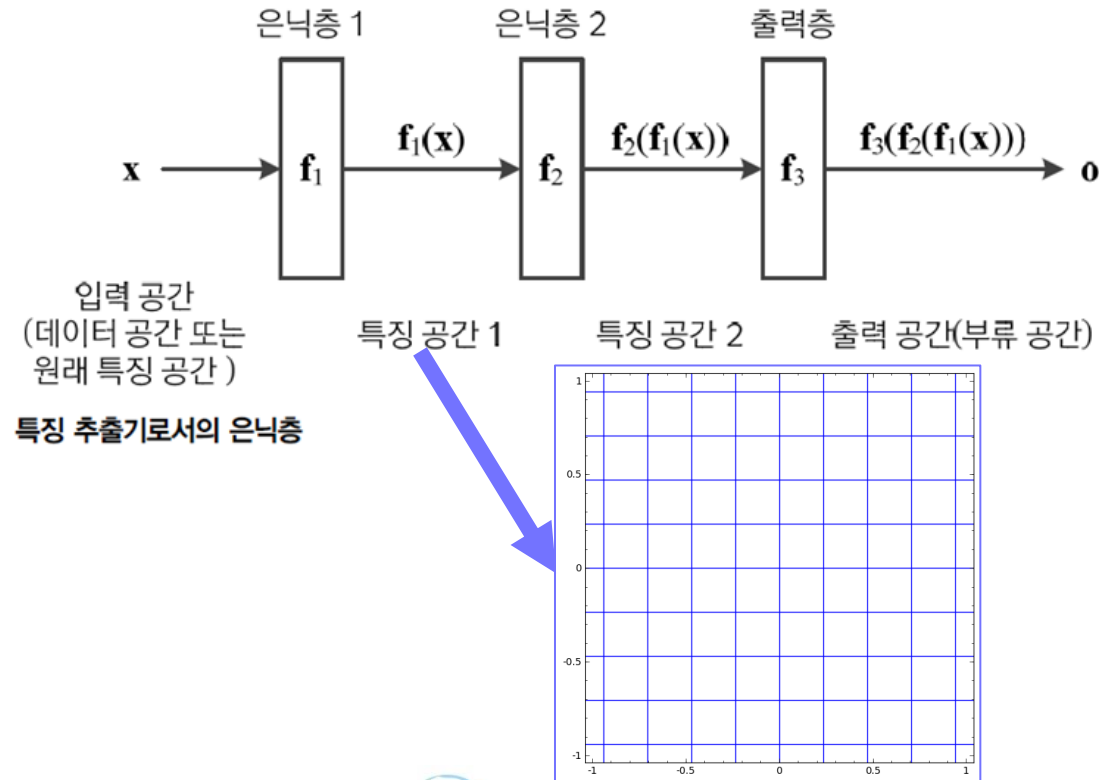 은닉층 1 은닉층 2 출력층
f₁(x) f₂(f₁(x)) f₃(f₂(f₁(x)))
x f₁ f₂ f₃ o
입력 공간
(데이터 공간 또는
원래 특징 공간 )
특징 공간 1 특징 공간 2 출력 공간(부류 공간)
특징 추출기로서의 은닉층
1
0.5
0
-0.5
-1
-1 -0.5 0 0.5 1